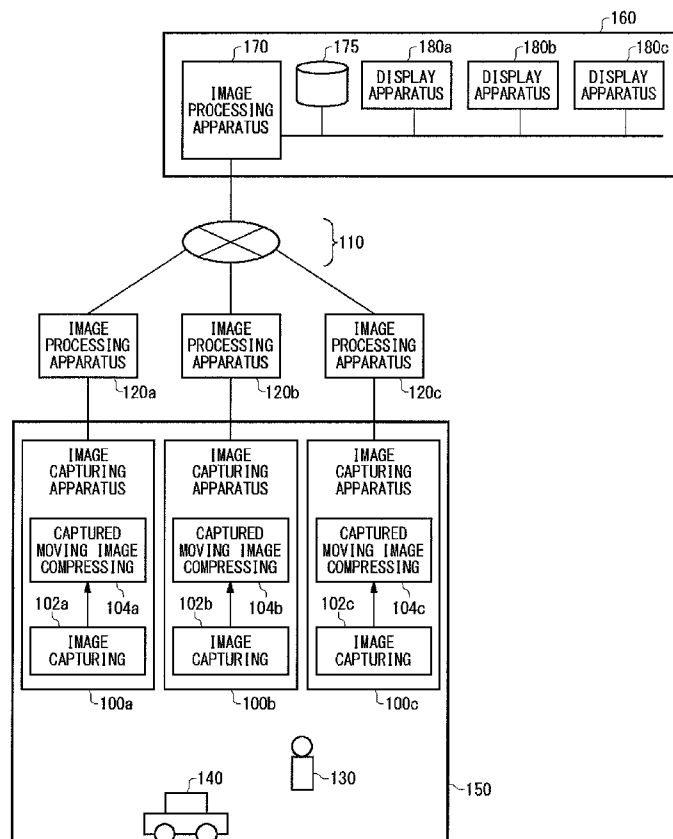 160
170
175
180a
180b
180c
IMAGE
PROCESSING
APPARATUS
DISPLAY
APPARATUS
DISPLAY
APPARATUS
DISPLAY
APPARATUS
110
IMAGE
PROCESSING
APPARATUS
IMAGE
PROCESSING
APPARATUS
IMAGE
PROCESSING
APPARATUS
120a
120b
120c
IMAGE
CAPTURING
APPARATUS
IMAGE
CAPTURING
APPARATUS
IMAGE
CAPTURING
APPARATUS
CAPTURED
MOVING IMAGE
COMPRESSING
CAPTURED
MOVING IMAGE
COMPRESSING
CAPTURED
MOVING IMAGE
COMPRESSING
102a
104a
102b
104b
102c
104c
IMAGE
CAPTURING
IMAGE
CAPTURING
IMAGE
CAPTURING
100a
100b
100c
140
130
150